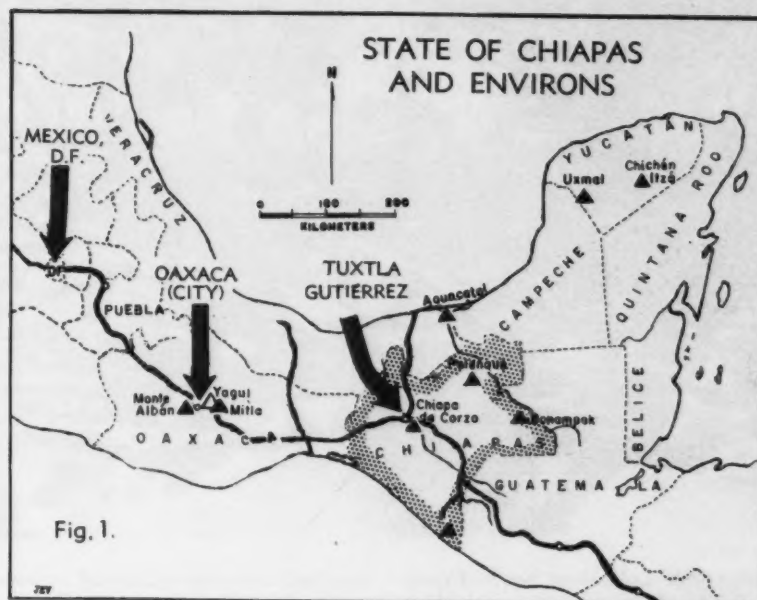 STATE OF CHIAPAS
AND ENVIRONS
N
0 100 200
KILOMETERS
MEXICO,
D.F.
VERACRUZ
YUCATÁN
Uxmal
Chichén
Itzá
QUINTANA ROO
CAMPECHE
OAXACA
(CITY)
TUXTLA
GUTIÉRREZ
D.F.
PUEBLA
Aguacatal
Palenque
Monte
Albán
Yagul
Mitla
Chiapa
de Corzo
Bonampak
BELICE
OAXACA
CHIAPAS
GUATEMALA
Fig. 1.
JEV